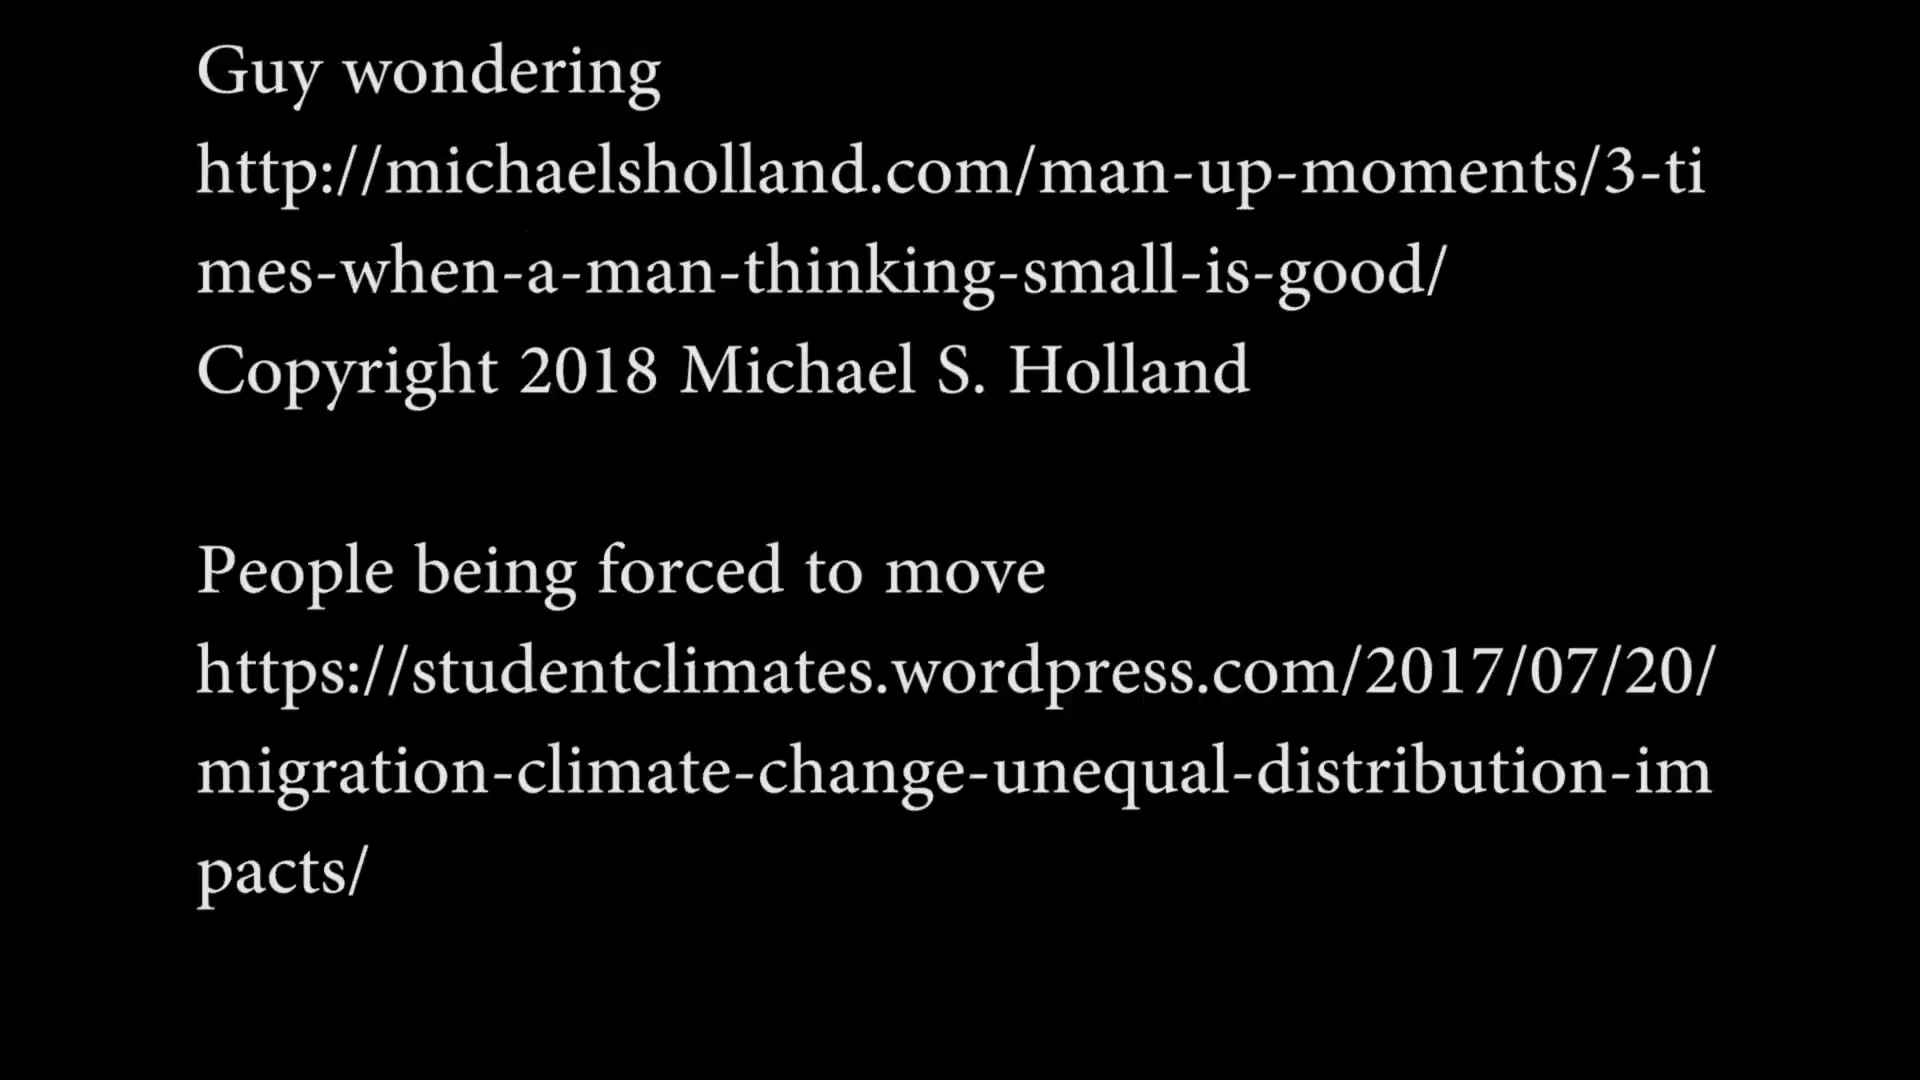 Guy wondering
http://michaelsholland.com/man-up-moments/3-ti
mes-when-a-man-thinking-small-is-good/
Copyright 2018 Michael S. Holland
People being forced to move
https://studentclimates.wordpress.com/2017/07/20/
migration-climate-change-unequal-distribution-im
pacts/